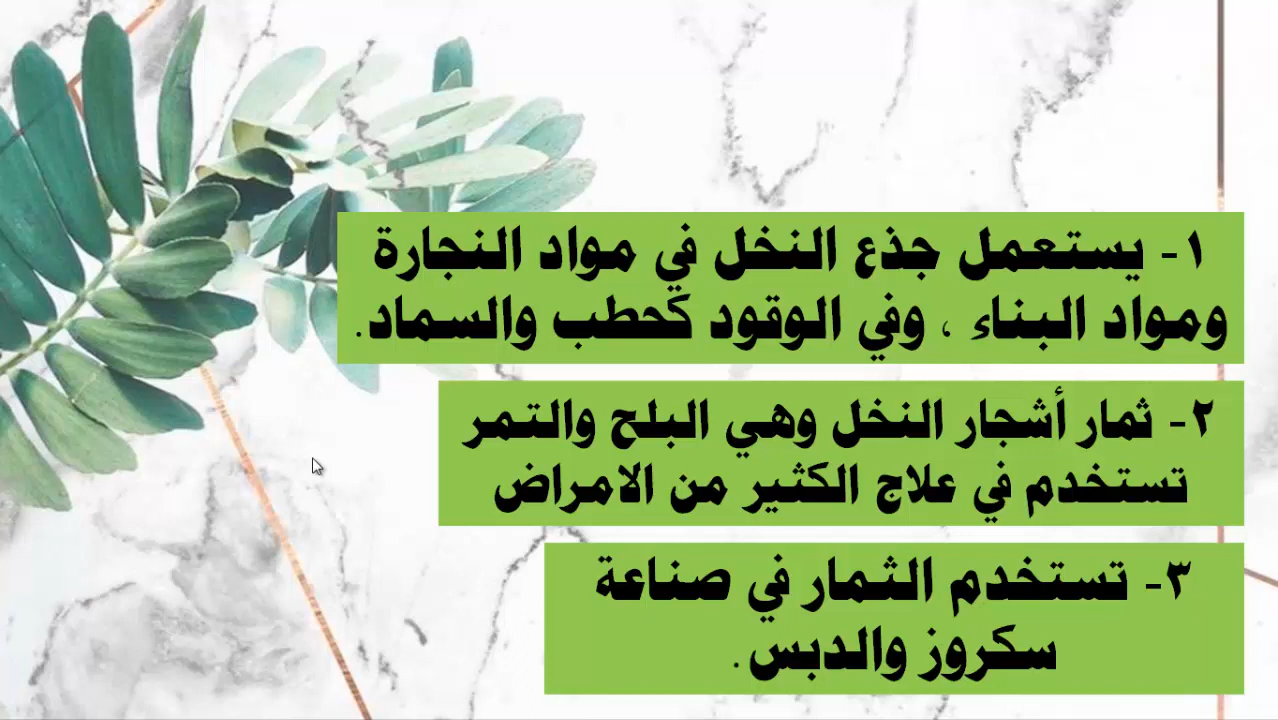 ١- يستعمل جذع النخل في مواد النجارة
ومواد البناء ، وفي الوقود كحطب والسماد.
٢- ثمار أشجار النخل وهي البلح والتمر
تستخدم في علاج الكثير من الامراض
٣- تستخدم الثمار في صناعة
سكروز والدبس.